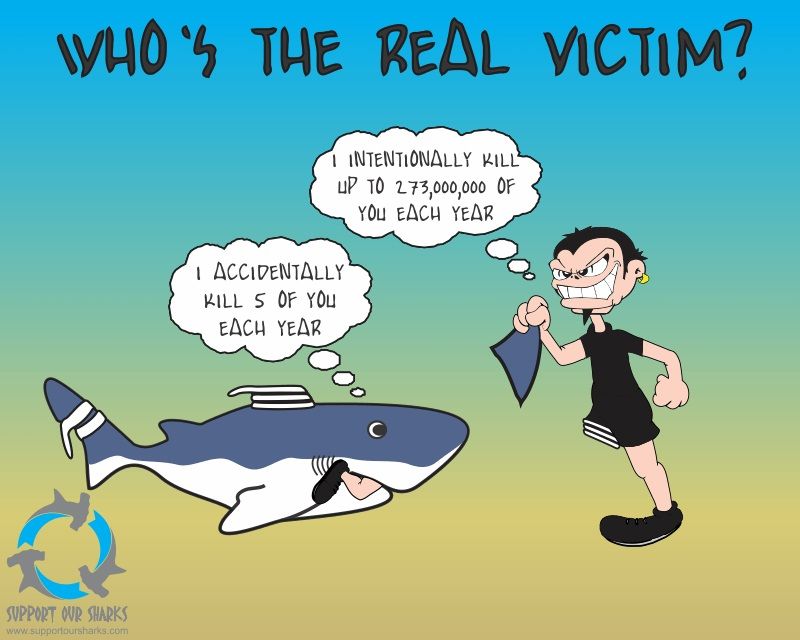 WHO'S THE REAL VICTIM?
I INTENTIONALLY KILL
UP TO 273,000,000 OF
YOU EACH YEAR
I ACCIDENTALLY
KILL 5 OF YOU
EACH YEAR
SUPPORT OUR SHARKS
www.supportoursharks.com